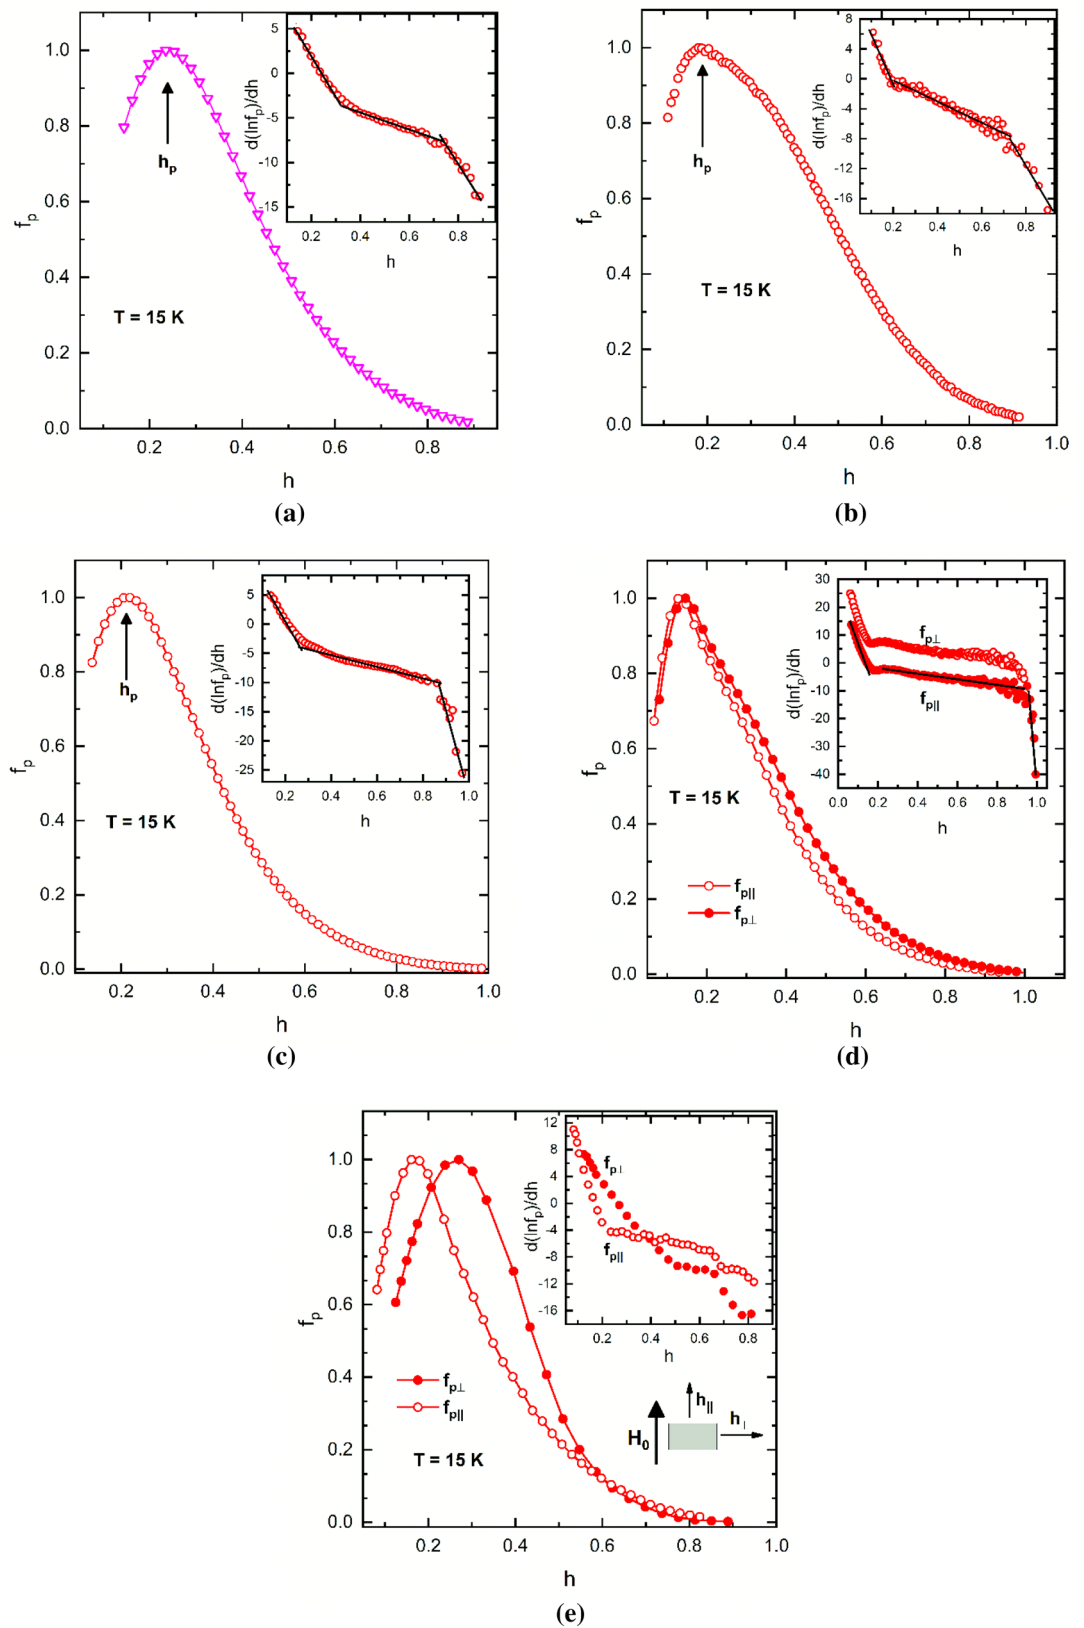 1.0
0.8
0.6
0.4
0.2
0.0
f_p
0.2 0.4 0.6 0.8
h
h_p
T = 15 K
5
0
-5
-10
-15
d(lnf_p)/dh
0.2 0.4 0.6 0.8
h
(a)
1.0
0.8
0.6
0.4
0.2
0.0
f_p
0.2 0.4 0.6 0.8 1.0
h
h_p
T = 15 K
8
4
0
-4
-8
-12
-16
d(lnf_p)/dh
0.2 0.4 0.6 0.8
h
(b)
1.0
0.8
0.6
0.4
0.2
0.0
f_p
0.2 0.4 0.6 0.8 1.0
h
h_p
T = 15 K
5
0
-5
-10
-15
-20
-25
d(lnf_p)/dh
0.2 0.4 0.6 0.8 1.0
h
(c)
1.0
0.8
0.6
0.4
0.2
0.0
f_p
0.2 0.4 0.6 0.8 1.0
h
T = 15 K
f_p||
f_p⊥
30
20
10
0
-10
-20
-30
-40
d(lnf_p)/dh
f_p⊥
f_p||
0.0 0.2 0.4 0.6 0.8 1.0
h
(d)
1.0
0.8
0.6
0.4
0.2
0.0
f_p
0.2 0.4 0.6 0.8 1.0
h
f_p⊥
f_p||
T = 15 K
12
8
4
0
-4
-8
-12
-16
d(lnf_p)/dh
f_p⊥
f_p||
0.2 0.4 0.6 0.8
h
H_0
h_||
h_⊥
(e)